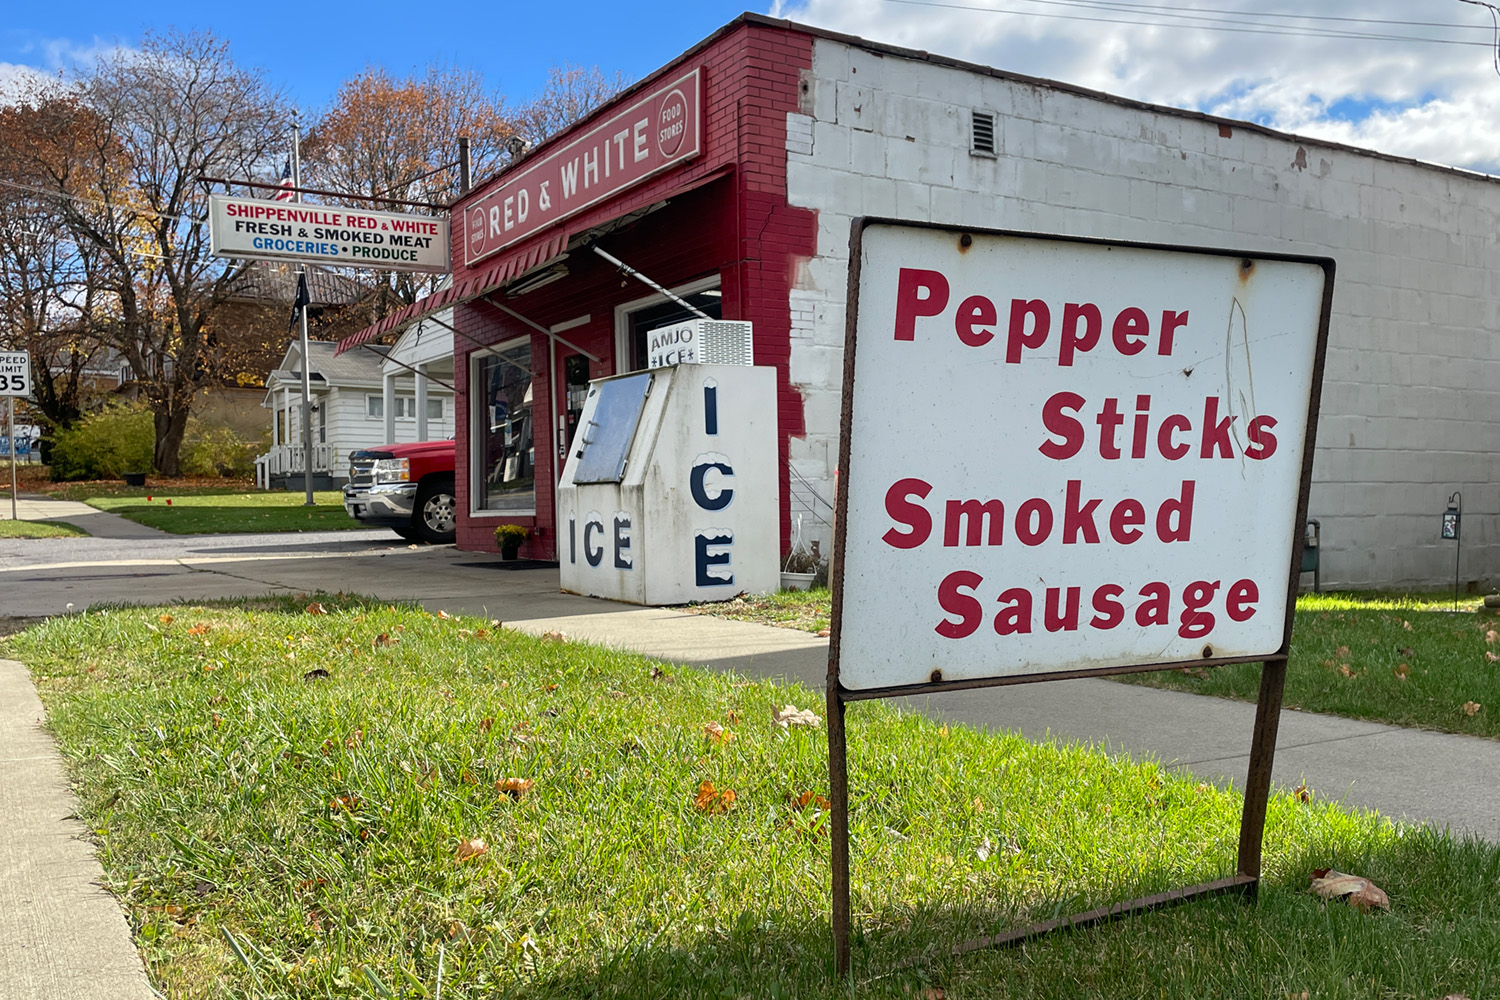 SHIPPENVILLE RED & WHITE
FRESH & SMOKED MEAT
GROCERIES • PRODUCE
FOOD
STORES
RED & WHITE
FOOD
STORES
SPEED
LIMIT
35
AMJO
*ICE*
ICE
ICE
Pepper
Sticks
Smoked
Sausage